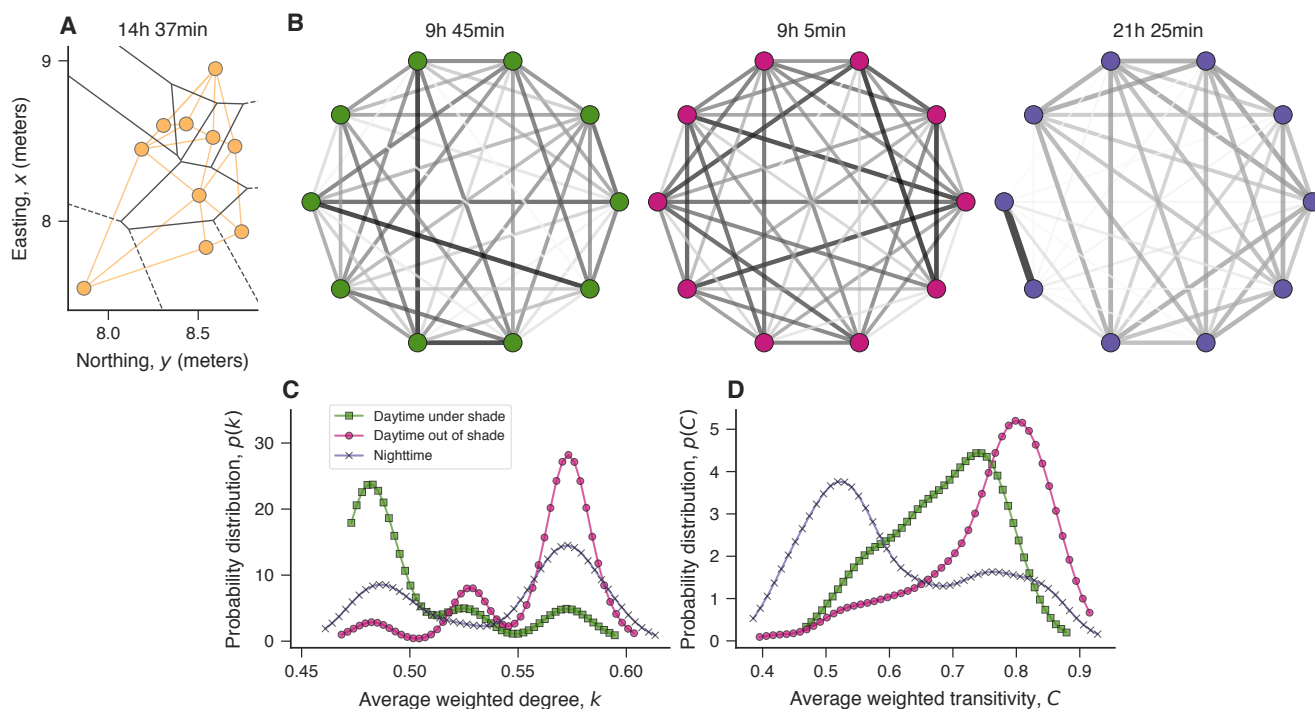 A
14h 37min
B
9h 45min
9h 5min
21h 25min
9
8
Easting, x (meters)
8.0
8.5
Northing, y (meters)
C
Daytime under shade
Daytime out of shade
Nighttime
Probability distribution, p(k)
30
20
10
0
0.45
0.50
0.55
0.60
Average weighted degree, k
D
Probability distribution, p(C)
5
4
3
2
1
0
0.4
0.5
0.6
0.7
0.8
0.9
Average weighted transitivity, C